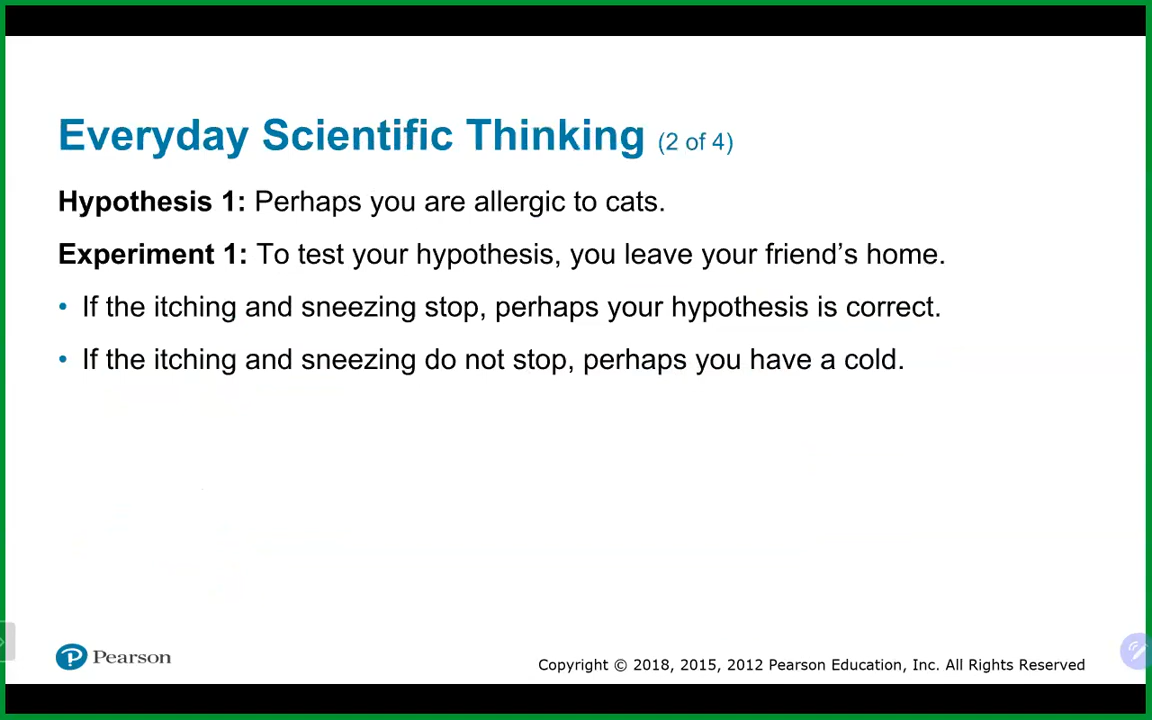 Everyday Scientific Thinking (2 of 4)
Hypothesis 1: Perhaps you are allergic to cats.
Experiment 1: To test your hypothesis, you leave your friend’s home.
• If the itching and sneezing stop, perhaps your hypothesis is correct.
• If the itching and sneezing do not stop, perhaps you have a cold.
Pearson
Copyright © 2018, 2015, 2012 Pearson Education, Inc. All Rights Reserved